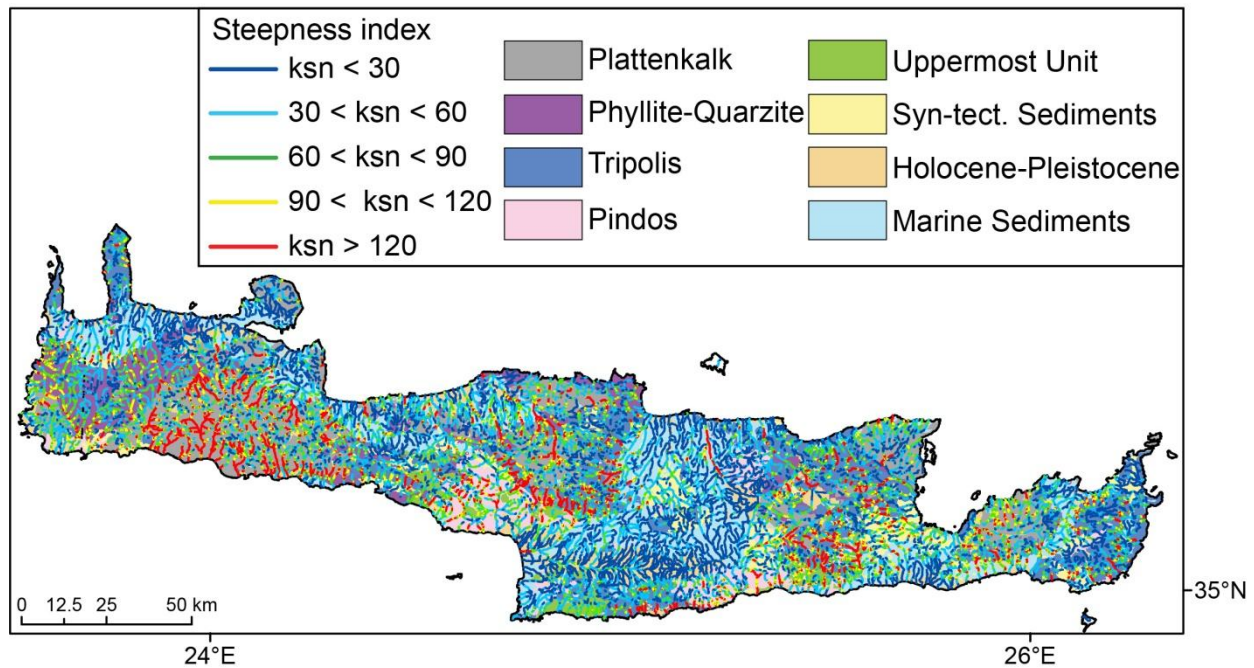 Steepness index
ksn < 30
30 < ksn < 60
60 < ksn < 90
90 < ksn < 120
ksn > 120
Plattenkalk
Phyllite-Quarzite
Tripolis
Pindos
Uppermost Unit
Syn-tect. Sediments
Holocene-Pleistocene
Marine Sediments
0 12.5 25 50 km
35°N
24°E 26°E